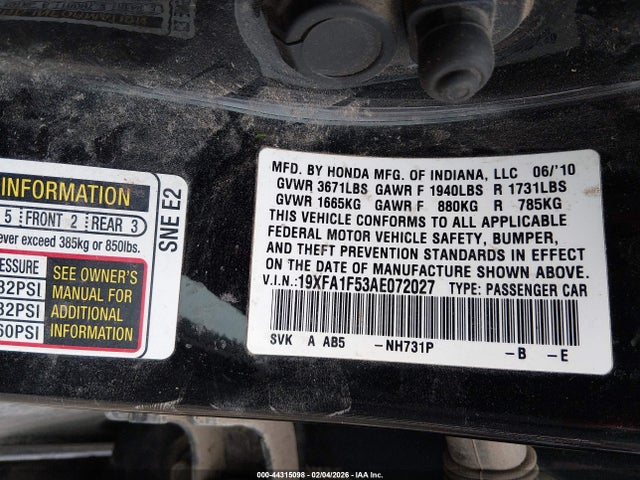 MFD. BY HONDA MFG. OF INDIANA, LLC 06/'10
GVWR 3671LBS GAWR F 1940LBS R 1731LBS
GVWR 1665KG GAWR F 880KG R 785KG
THIS VEHICLE CONFORMS TO ALL APPLICABLE
FEDERAL MOTOR VEHICLE SAFETY, BUMPER,
AND THEFT PREVENTION STANDARDS IN EFFECT
ON THE DATE OF MANUFACTURE SHOWN ABOVE.
V.I.N.:19XFA1F53AE072027 TYPE: PASSENGER CAR
SVK A AB5 -NH731P -B -E
INFORMATION
5 FRONT 2 REAR 3
exceed 385kg or 850lbs.
SEE OWNER'S
32PSI MANUAL FOR
32PSI ADDITIONAL
60PSI INFORMATION
SNE E2
000-44315098 - 02/04/2026 - IAA Inc.